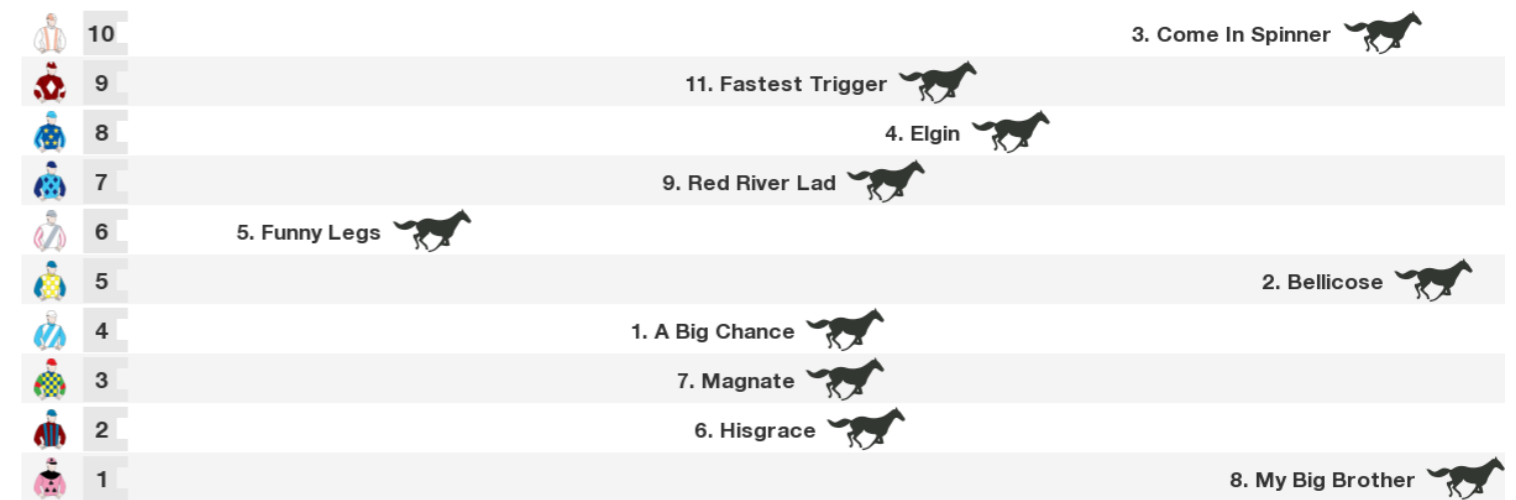 10 3. Come In Spinner
9 11. Fastest Trigger
8 4. Elgin
7 9. Red River Lad
6 5. Funny Legs
5 2. Bellicose
4 1. A Big Chance
3 7. Magnate
2 6. Hisgrace
1 8. My Big Brother